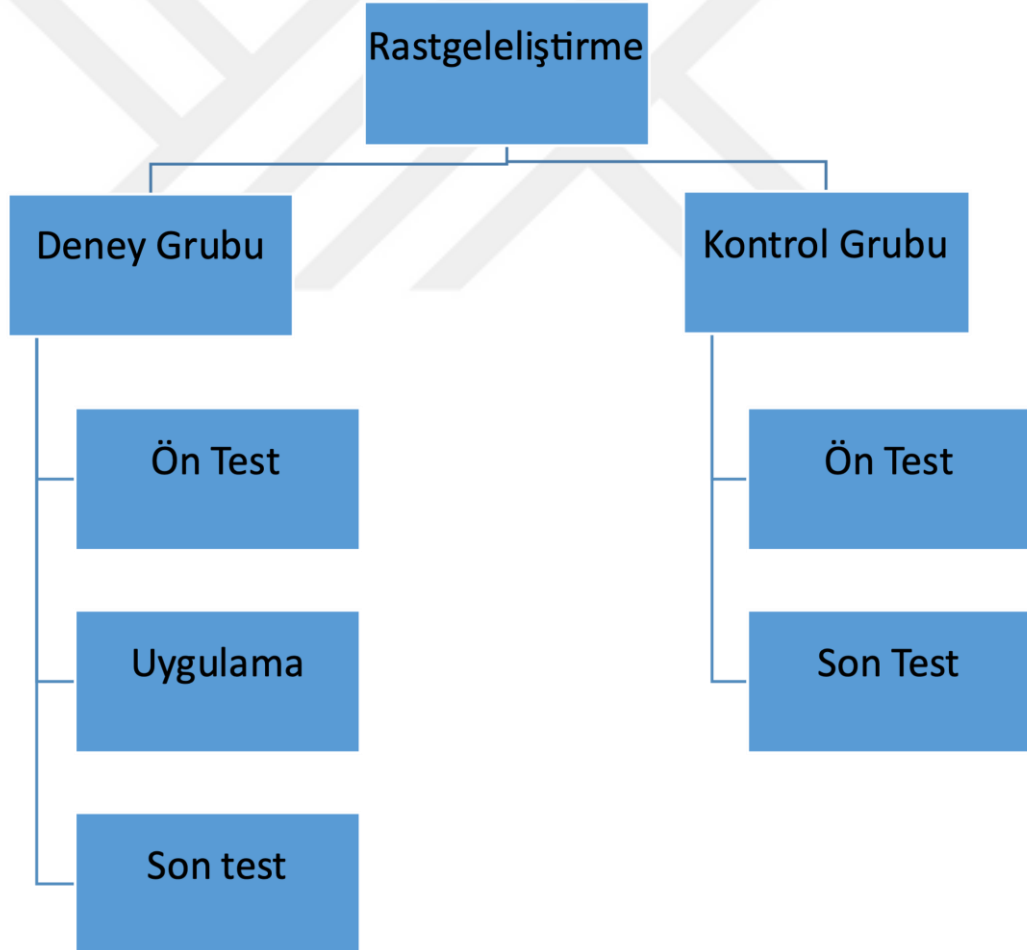 Rastgeleliştirme
Deney Grubu
Kontrol Grubu
Ön Test
Ön Test
Uygulama
Son Test
Son test